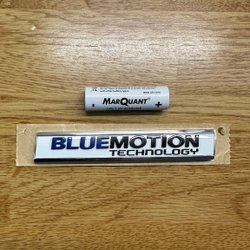 MARQUANT®
- +
BLUEMOTION
TECHNOLOGY